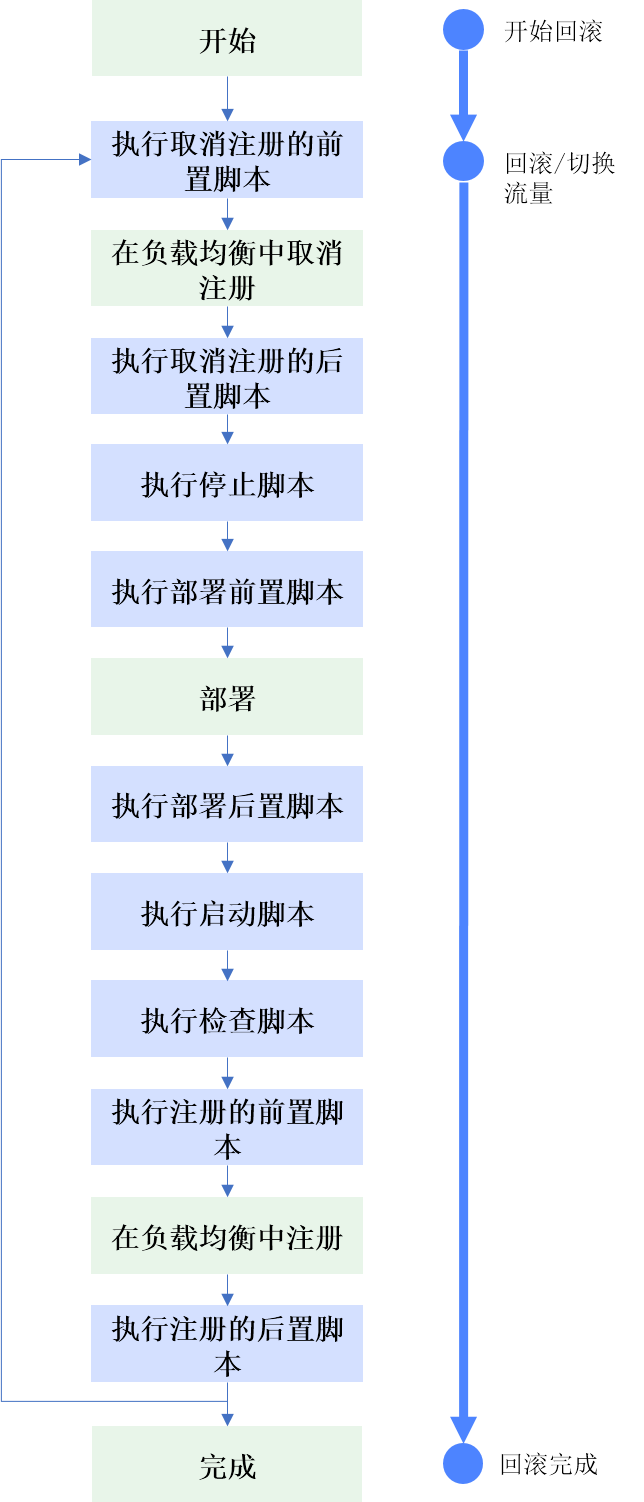 开始
执行取消注册的前
置脚本
在负载均衡中取消
注册
执行取消注册的后
置脚本
执行停止脚本
执行部署前置脚本
部署
执行部署后置脚本
执行启动脚本
执行检查脚本
执行注册的前置脚
本
在负载均衡中注册
执行注册的后置脚
本
完成
开始回滚
回滚/切换
流量
回滚完成